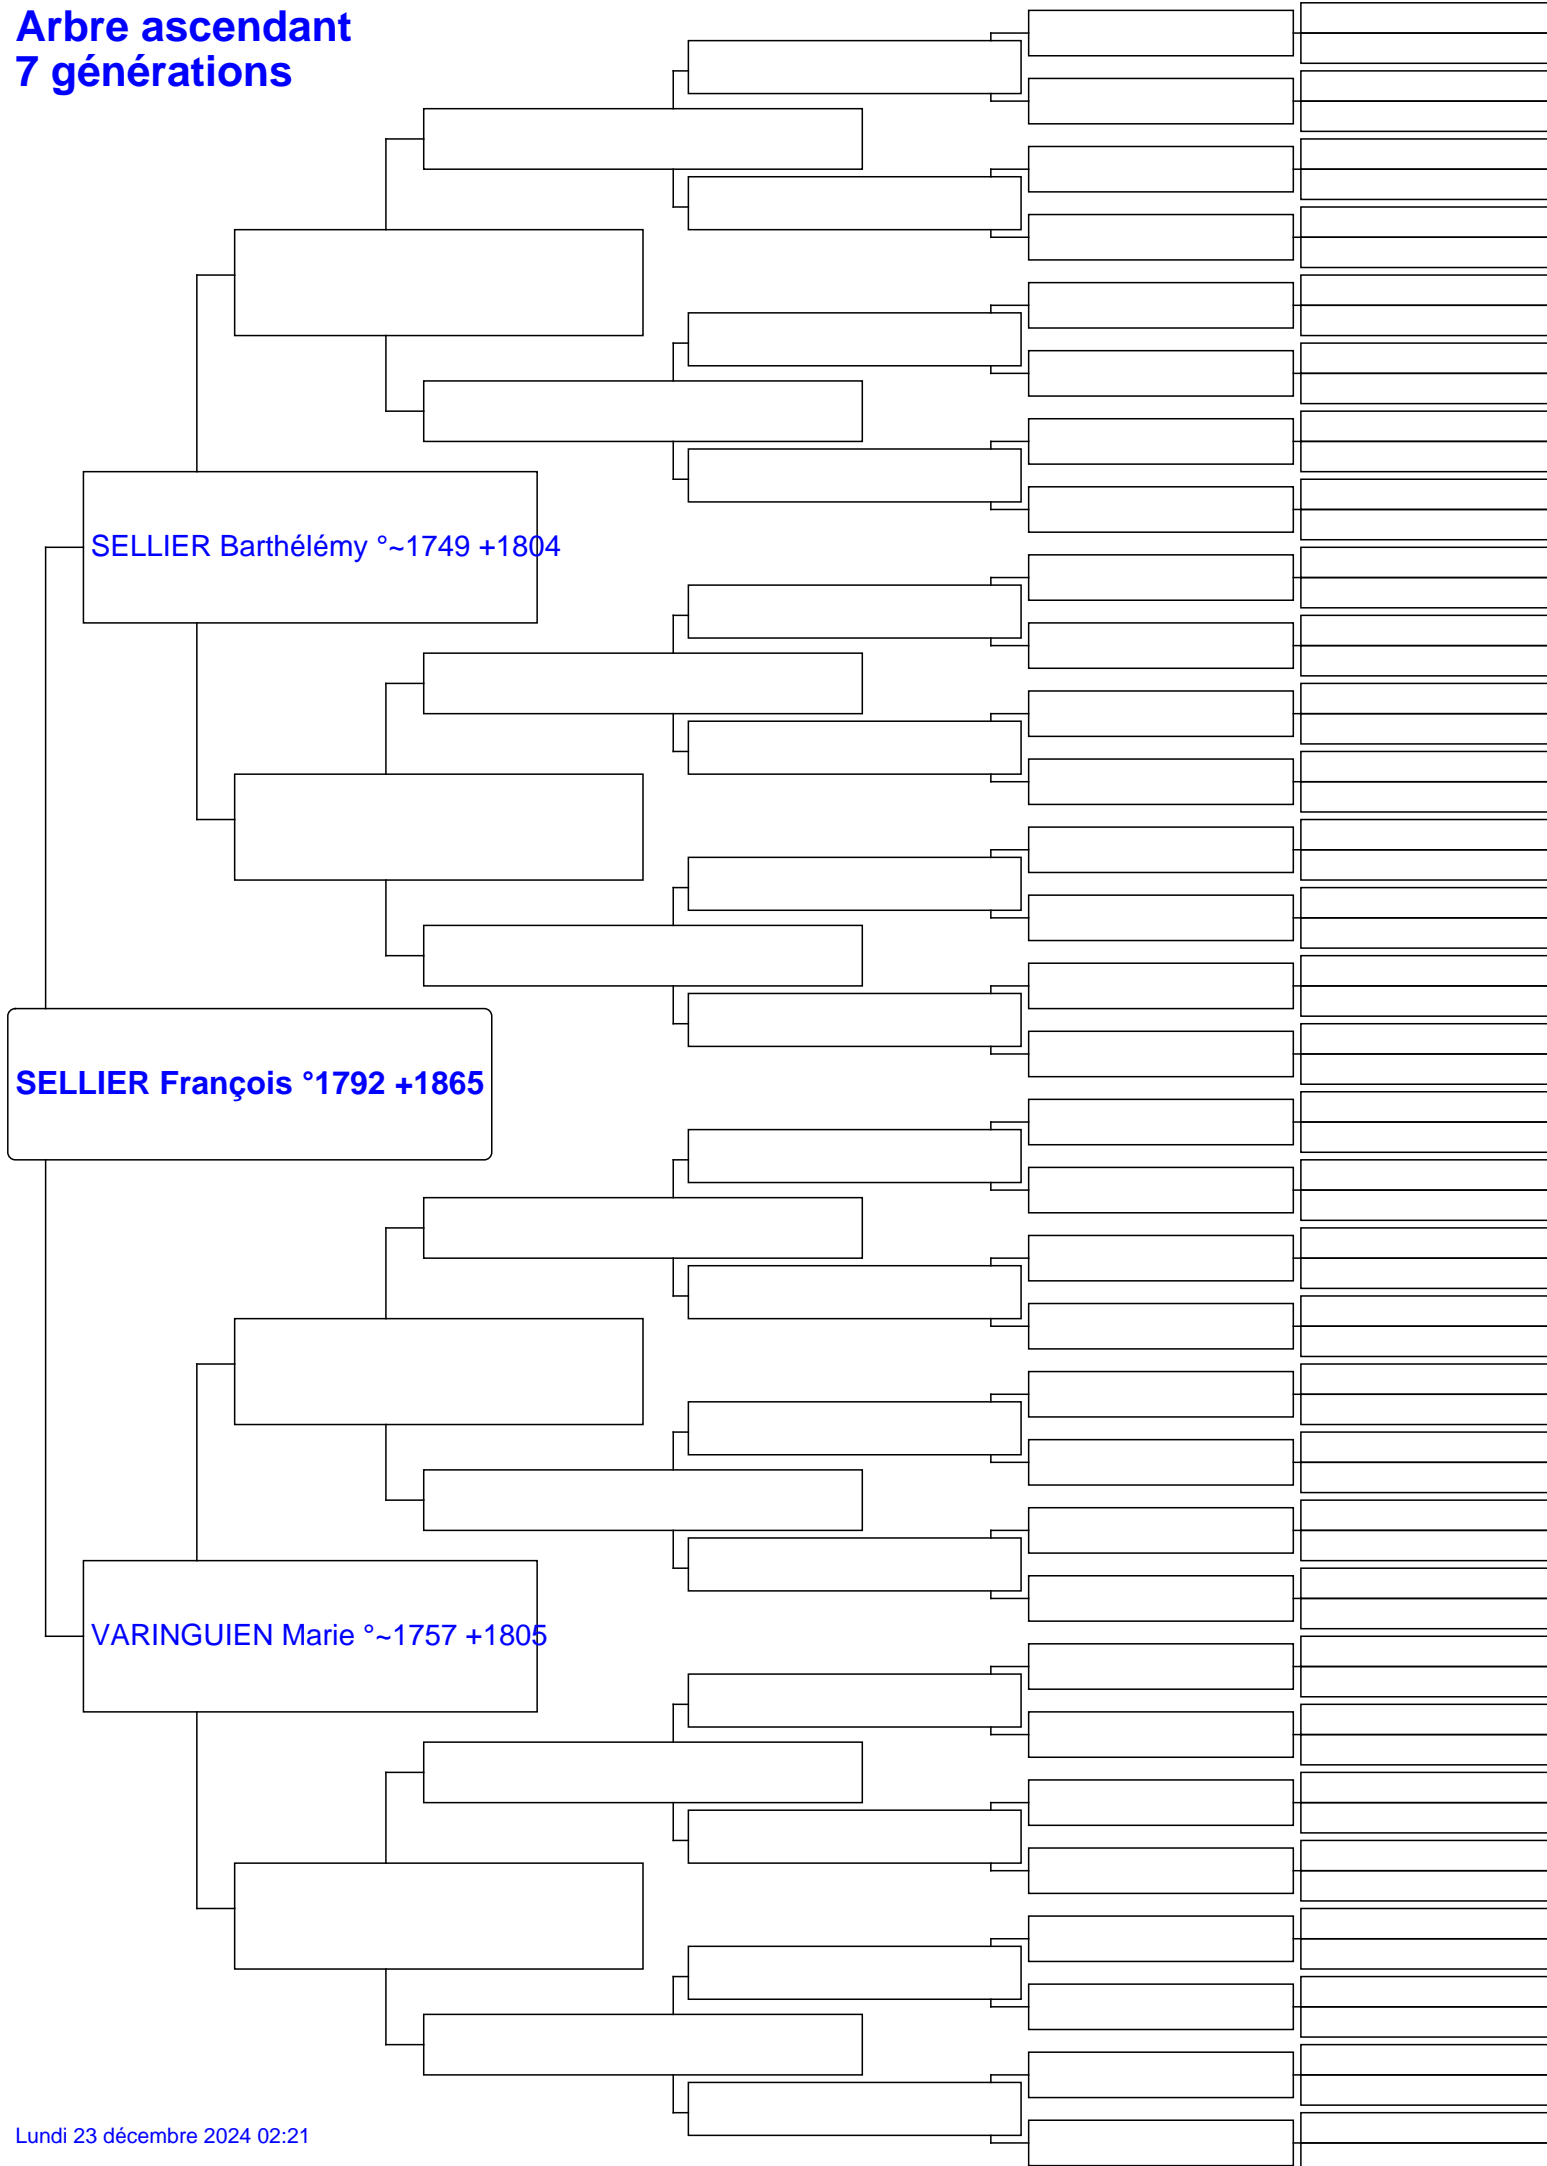 Arbre ascendant
7 générations
SELLIER Barthélémy °~1749 +1804
SELLIER François °1792 +1865
VARINGUIEN Marie °~1757 +1805
Lundi 23 décembre 2024 02:21